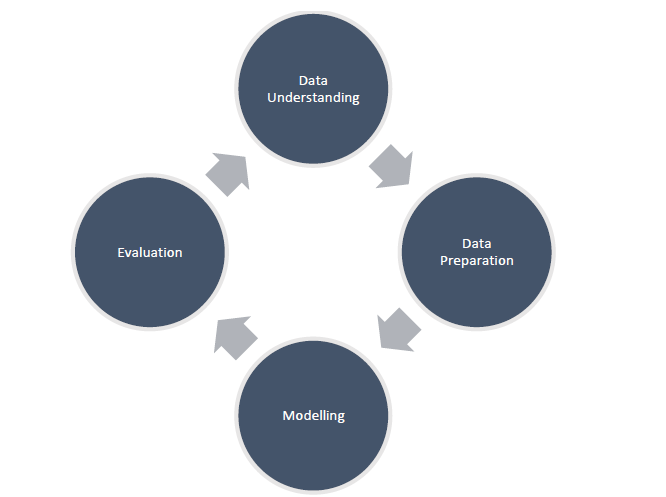 Data
Understanding
Data
Preparation
Modelling
Evaluation